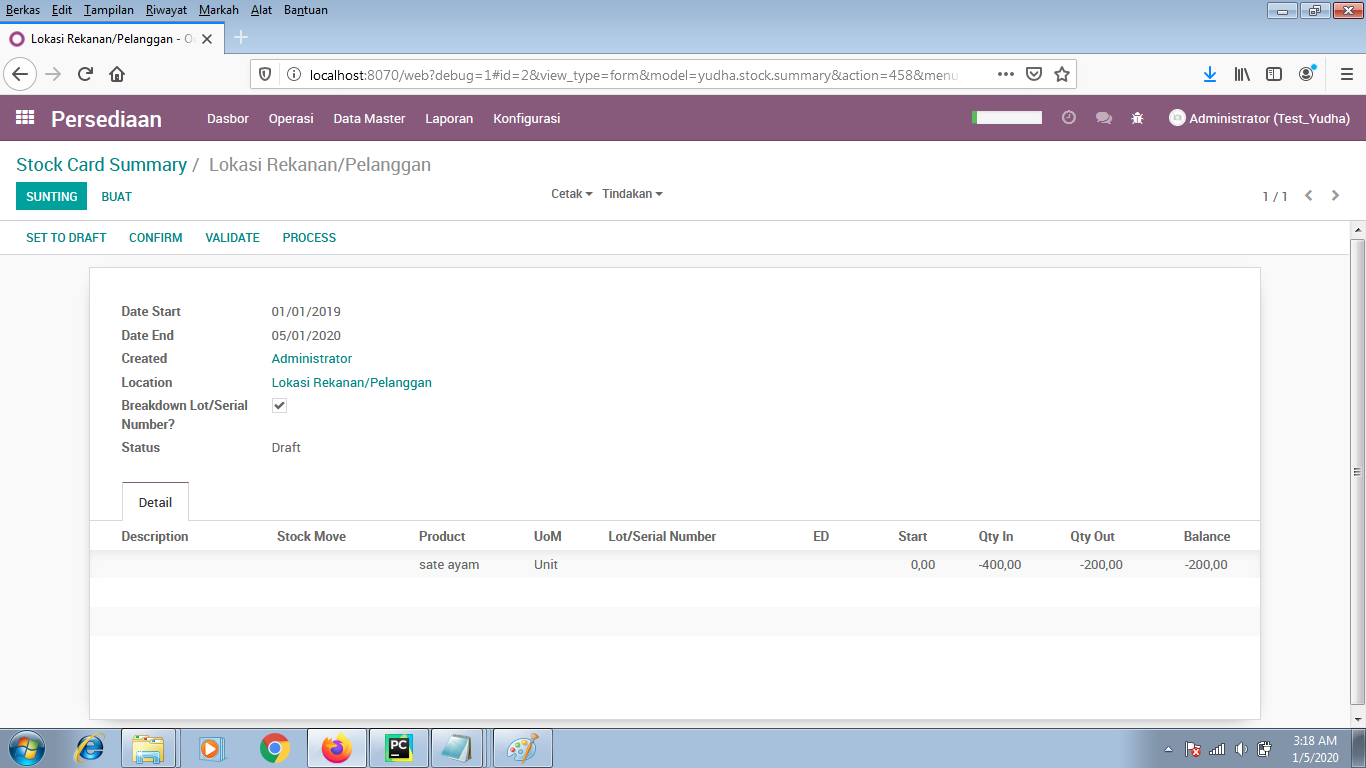 Berkas Edit Tampilan Riwayat Markah Alat Bantuan
Lokasi Rekanan/Pelanggan - O
localhost:8070/web?debug=1#id=2&view_type=form&model=yudha.stock.summary&action=458&menu
Persediaan Dasbor Operasi Data Master Laporan Konfigurasi Administrator (Test_Yudha)
Stock Card Summary / Lokasi Rekanan/Pelanggan
SUNTING BUAT Cetak Tindakan 1 / 1
SET TO DRAFT CONFIRM VALIDATE PROCESS
Date Start 01/01/2019
Date End 05/01/2020
Created Administrator
Location Lokasi Rekanan/Pelanggan
Breakdown Lot/Serial
Number?
Status Draft
Detail
Description Stock Move Product UoM Lot/Serial Number ED Start Qty In Qty Out Balance
sate ayam Unit 0,00 -400,00 -200,00 -200,00
PC
3:18 AM
1/5/2020